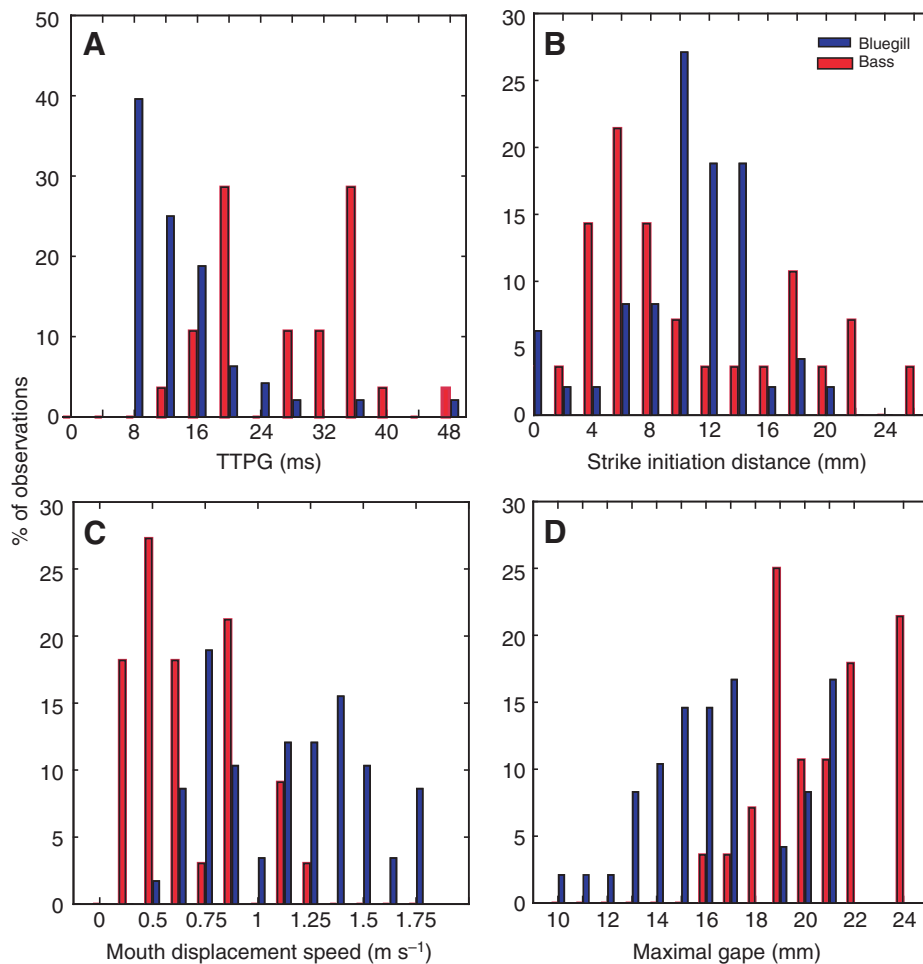 % of observations
A
50
40
30
20
10
0
0 8 16 24 32 40 48
TTPG (ms)
B
Bluegill
Bass
30
25
20
15
10
5
0
0 4 8 12 16 20 24
Strike initiation distance (mm)
C
30
25
20
15
10
5
0
0 0.5 0.75 1 1.25 1.5 1.75
Mouth displacement speed (m s⁻¹)
D
30
25
20
15
10
5
0
10 12 14 16 18 20 22 24
Maximal gape (mm)